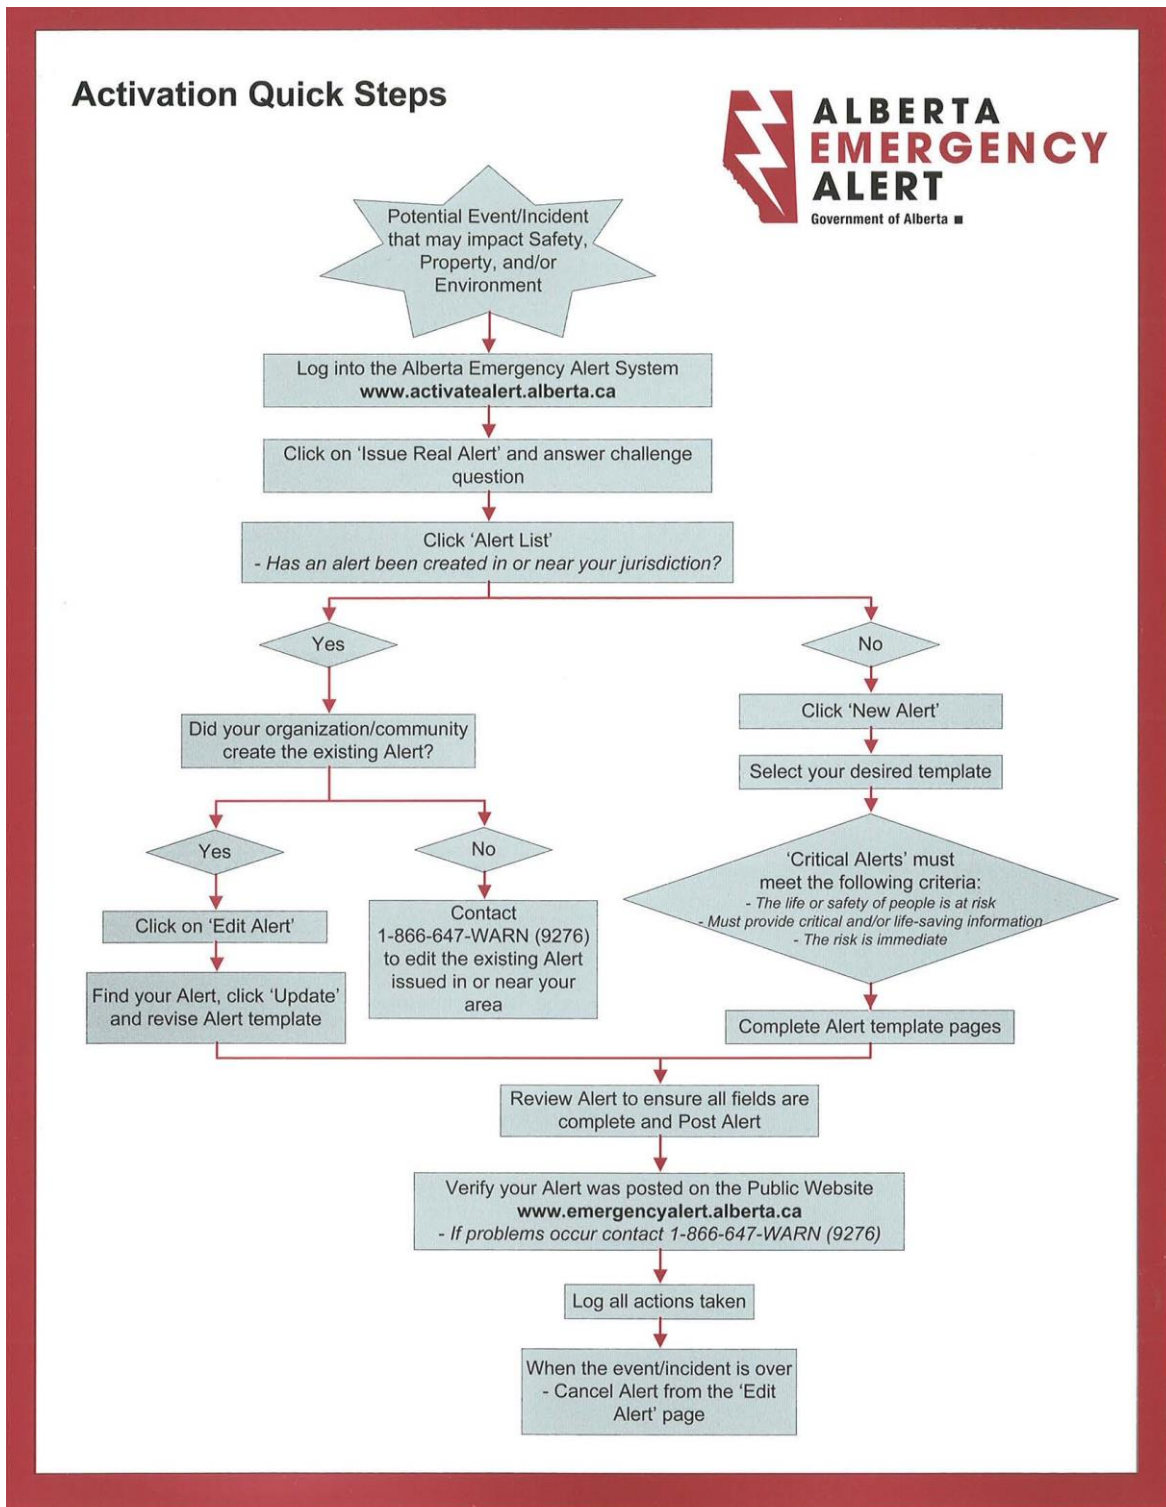 Activation Quick Steps
ALBERTA
EMERGENCY
ALERT
Government of Alberta
Potential Event/Incident
that may impact Safety,
Property, and/or
Environment
Log into the Alberta Emergency Alert System
www.activatealert.alberta.ca
Click on ‘Issue Real Alert’ and answer challenge
question
Click ‘Alert List’
- Has an alert been created in or near your jurisdiction?
Yes
No
Did your organization/community
create the existing Alert?
Click ‘New Alert’
Select your desired template
Yes
No
‘Critical Alerts’ must
meet the following criteria:
- The life or safety of people is at risk
- Must provide critical and/or life-saving information
- The risk is immediate
Click on ‘Edit Alert’
Contact
1-866-647-WARN (9276)
to edit the existing Alert
issued in or near your
area
Find your Alert, click ‘Update’
and revise Alert template
Complete Alert template pages
Review Alert to ensure all fields are
complete and Post Alert
Verify your Alert was posted on the Public Website
www.emergencyalert.alberta.ca
- If problems occur contact 1-866-647-WARN (9276)
Log all actions taken
When the event/incident is over
- Cancel Alert from the ‘Edit
Alert’ page